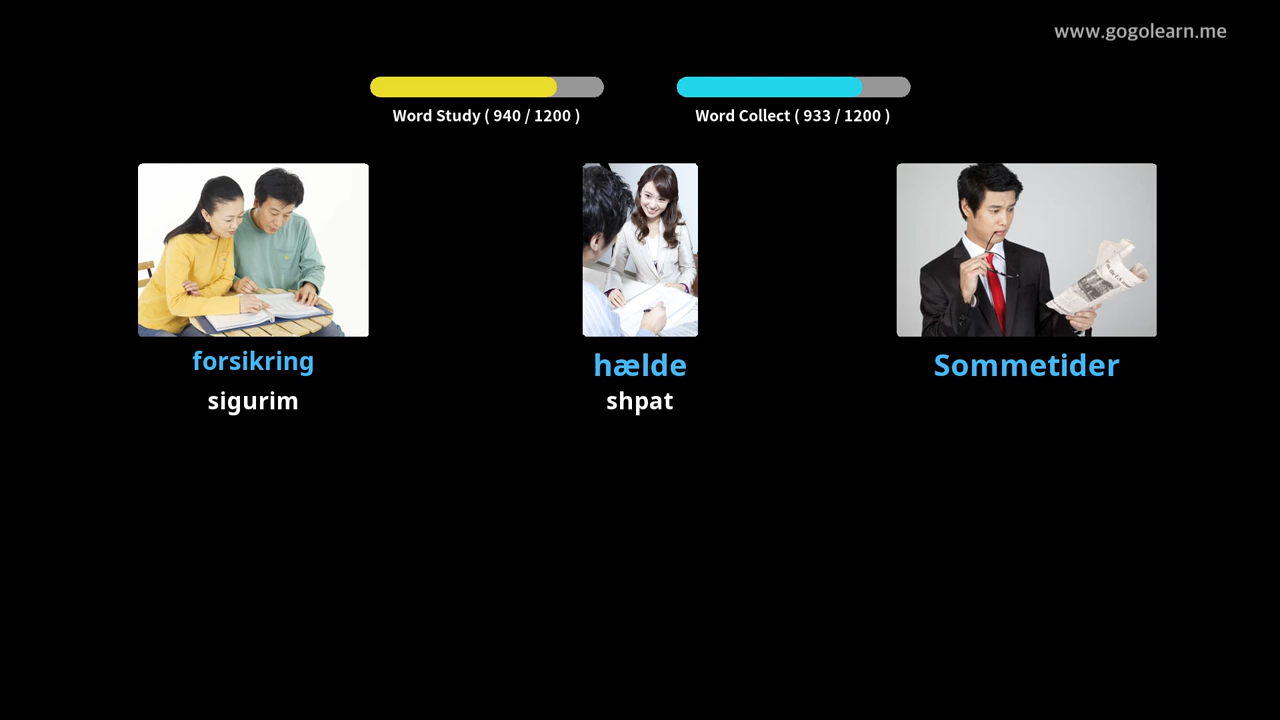 www.gogolearn.me
Word Study ( 940 / 1200 )
Word Collect ( 933 / 1200 )
forsikring
sigurim
hælde
shpat
Sommetider